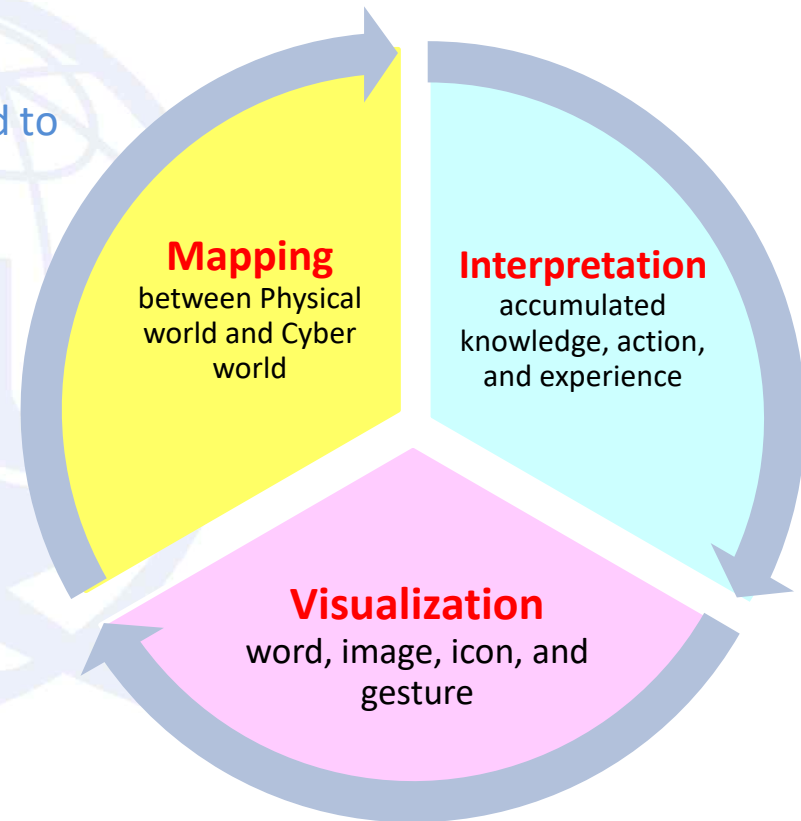 d to
Mapping
between Physical
world and Cyber
world
Interpretation
accumulated
knowledge, action,
and experience
Visualization
word, image, icon, and
gesture